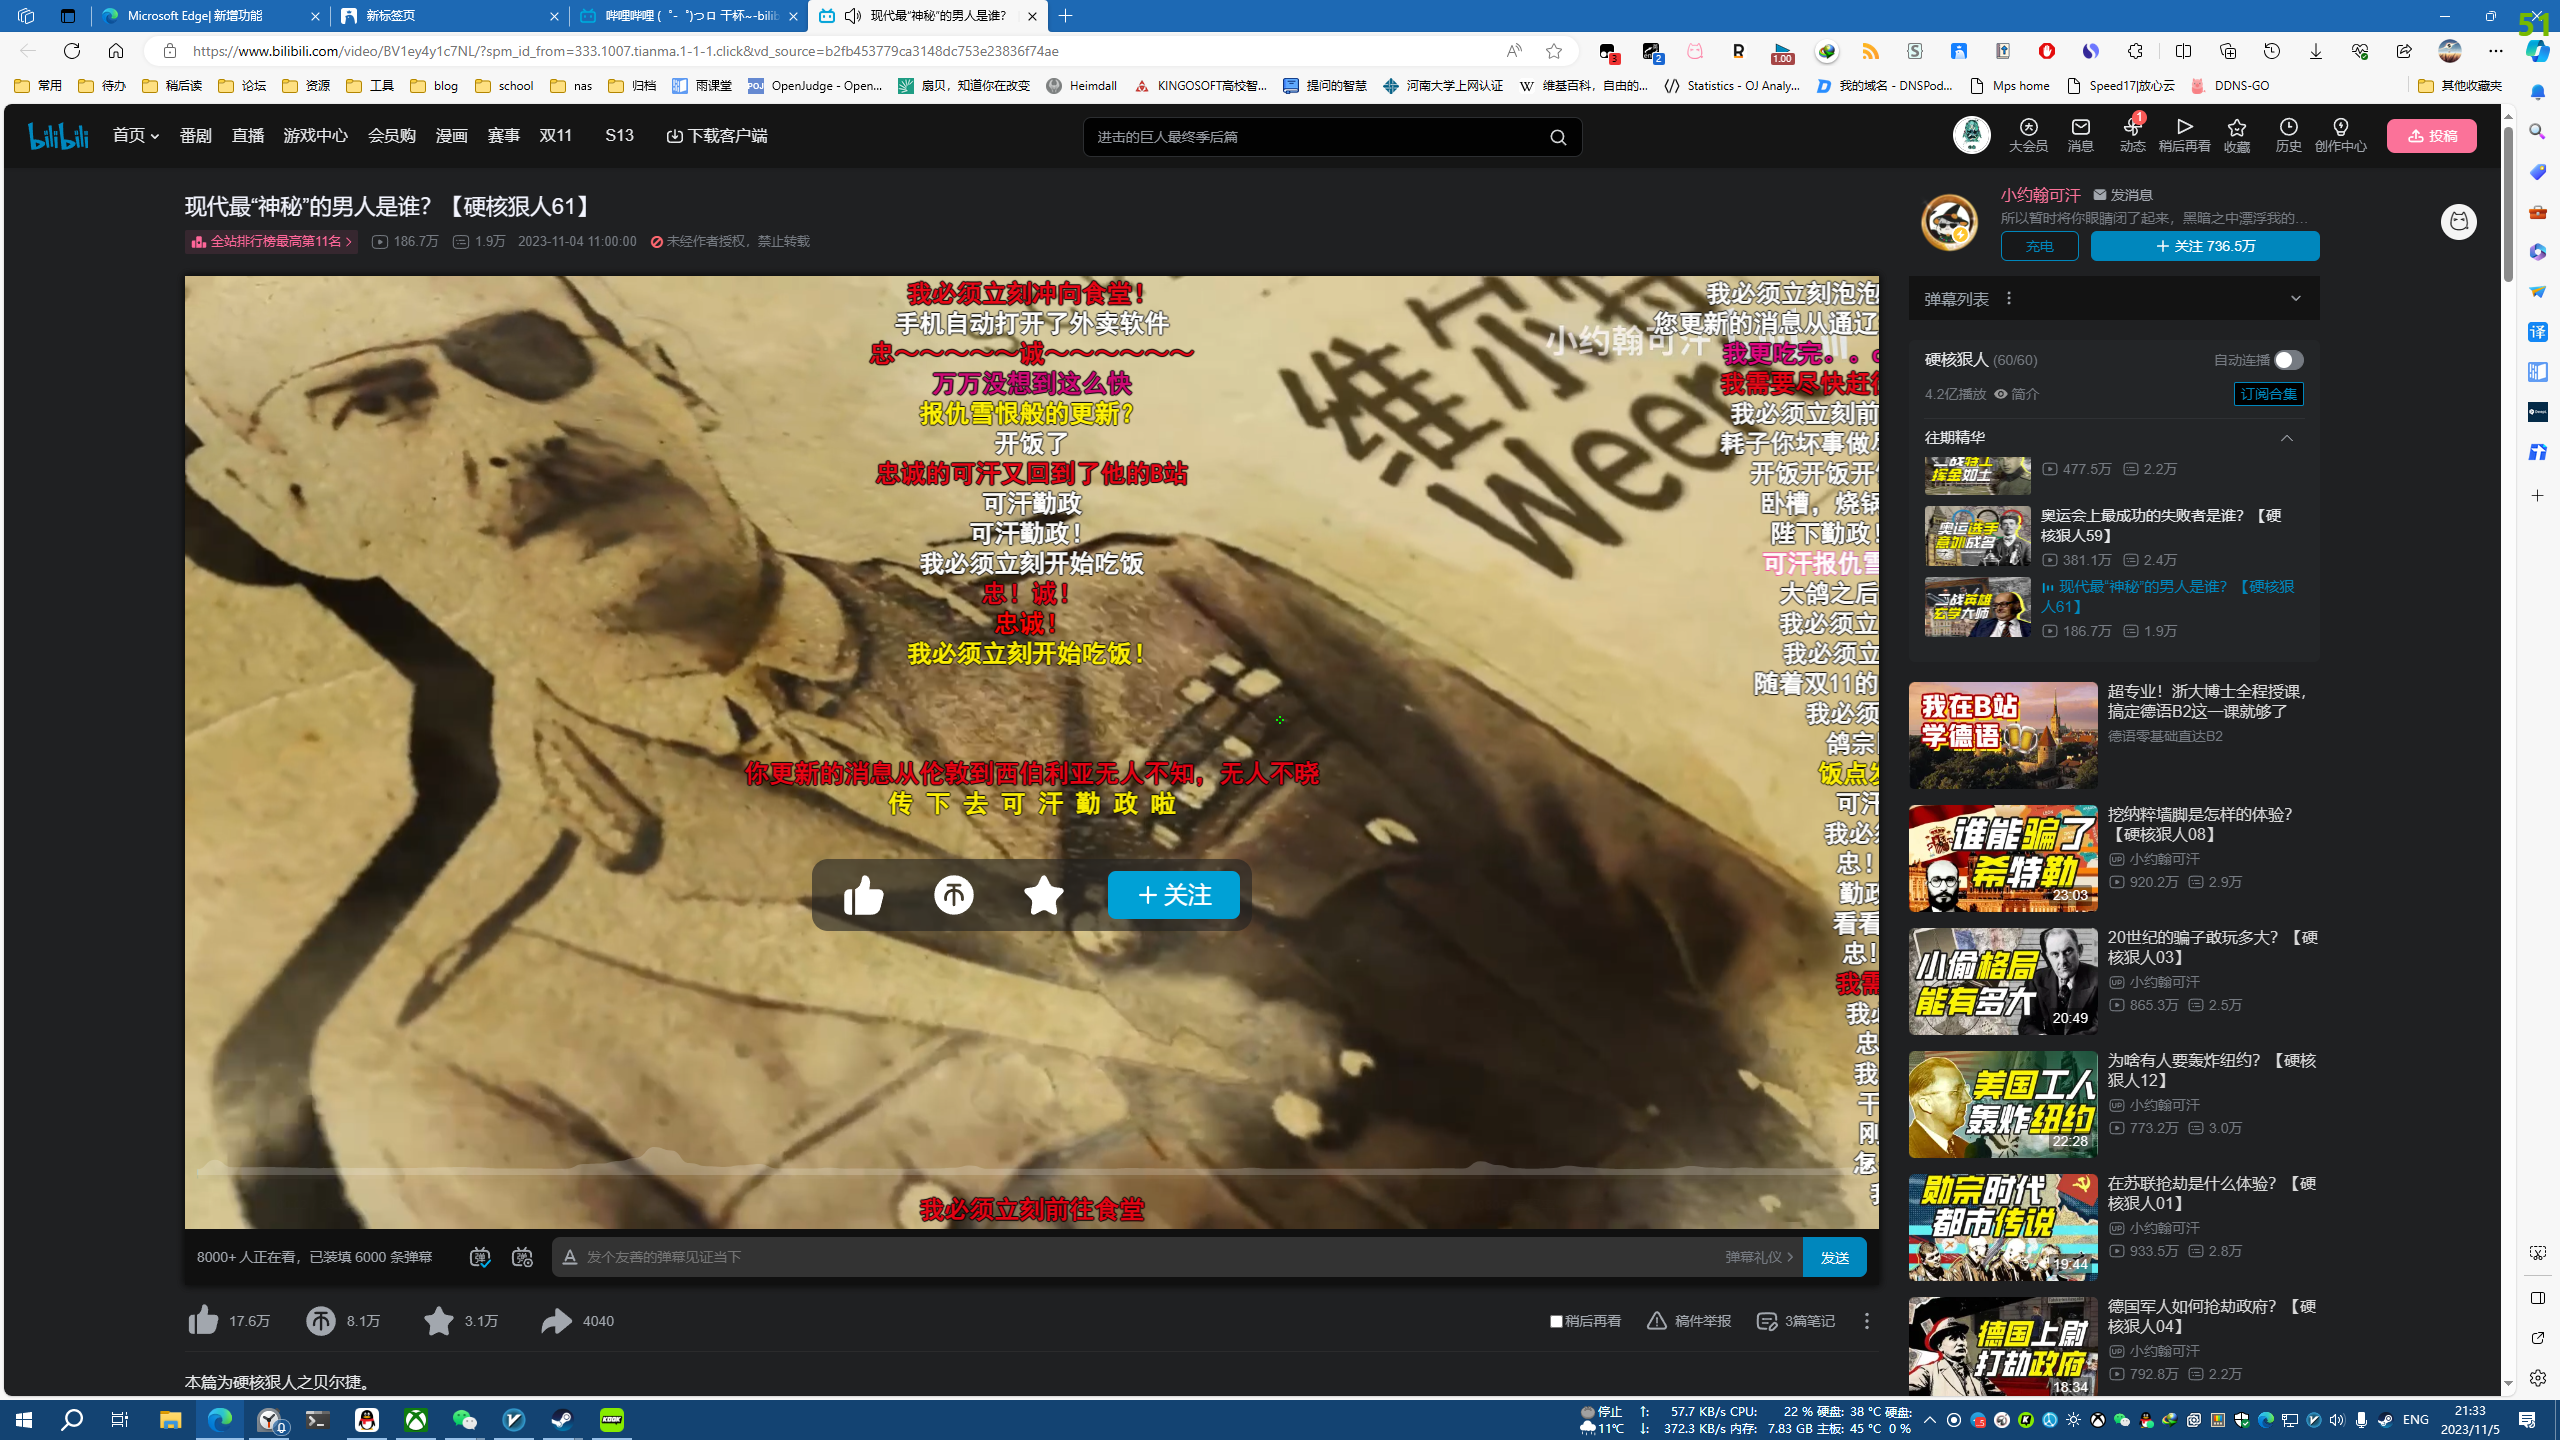 Microsoft Edge| 新增功能
新标签页
哔哩哔哩 (゜-゜)つロ 干杯~-bilib
现代最“神秘”的男人是谁？
51
https://www.bilibili.com/video/BV1ey4y1c7NL/?spm_id_from=333.1007.tianma.1-1-1.click&vd_source=b2fb453779ca3148dc753e23836f74ae
3
2
1.00
常用
待办
稍后读
论坛
资源
工具
blog
school
nas
归档
雨课堂
OpenJudge - Open...
扇贝，知道你在改变
Heimdall
KINGOSOFT高校智...
提问的智慧
河南大学上网认证
维基百科，自由的...
Statistics - OJ Analy...
我的域名 - DNSPod...
Mps home
Speed17|放心云
DDNS-GO
其他收藏夹
bilibili
首页
番剧
直播
游戏中心
会员购
漫画
赛事
双11
S13
下载客户端
进击的巨人最终季后篇
大会员
消息
1
动态
稍后再看
收藏
历史
创作中心
投稿
现代最“神秘”的男人是谁？【硬核狠人61】
全站排行榜最高第11名
186.7万
1.9万
2023-11-04 11:00:00
未经作者授权，禁止转载
小约翰可汗
发消息
所以暂时将你眼睛闭了起来，黑暗之中漂浮我的...
充电
+ 关注 736.5万
我必须立刻冲向食堂！
手机自动打开了外卖软件
忠～～～～～诚～～～～～～
万万没想到这么快
报仇雪恨般的更新？
开饭了
忠诚的可汗又回到了他的B站
可汗勤政
可汗勤政！
我必须立刻开始吃饭
忠！诚！
忠诚！
我必须立刻开始吃饭！
你更新的消息从伦敦到西伯利亚无人不知，无人不晓
传 下 去 可 汗 勤 政 啦
小约翰可汗
我必须立刻泡泡
您更新的消息从通辽
我更吃完。。
我需要尽快赶往
我必须立刻前
耗子你坏事做尽
开饭开饭开饭
卧槽，烧锅
陛下勤政！
可汗报仇雪
大鸽之后
我必须立
我必须立
随着双11的
我必须
鸽宗
饭点发
可汗
我必须
忠！
勤政
看看
忠！
我需
我必
忠
我
干
刚
怎
我
+ 关注
我必须立刻前往食堂
8000+ 人正在看，已装填 6000 条弹幕
发个友善的弹幕见证当下
弹幕礼仪
发送
17.6万
8.1万
3.1万
4040
稍后再看
稿件举报
3篇笔记
本篇为硬核狠人之贝尔捷。
弹幕列表
硬核狠人 (60/60)
自动连播
4.2亿播放
简介
订阅合集
往期精华
二战特工
挥金如土
477.5万
2.2万
奥运选手
意外成名
奥运会上最成功的失败者是谁？【硬
核狠人59】
381.1万
2.4万
二战英雄
玄学大师
现代最“神秘”的男人是谁？【硬核狠
人61】
186.7万
1.9万
我在B站
学德语
超专业！浙大博士全程授课，
搞定德语B2这一课就够了
德语零基础直达B2
谁能骗了
希特勒
23:03
挖纳粹墙脚是怎样的体验？
【硬核狠人08】
小约翰可汗
920.2万
2.9万
小偷格局
能有多大
20:49
20世纪的骗子敢玩多大？【硬
核狠人03】
小约翰可汗
865.3万
2.5万
美国工人
轰炸纽约
22:28
为啥有人要轰炸纽约？【硬核
狠人12】
小约翰可汗
773.2万
3.0万
勋宗时代
都市传说
19:44
在苏联抢劫是什么体验？【硬
核狠人01】
小约翰可汗
933.5万
2.8万
德国上尉
打劫政府
18:34
德国军人如何抢劫政府？【硬
核狠人04】
小约翰可汗
792.8万
2.2万
停止
11℃
↑: 57.7 KB/s
↓: 372.3 KB/s
CPU: 22 %
内存: 7.83 GB
硬盘: 38 °C
主板: 45 °C
硬盘:
0 %
ENG
21:33
2023/11/5